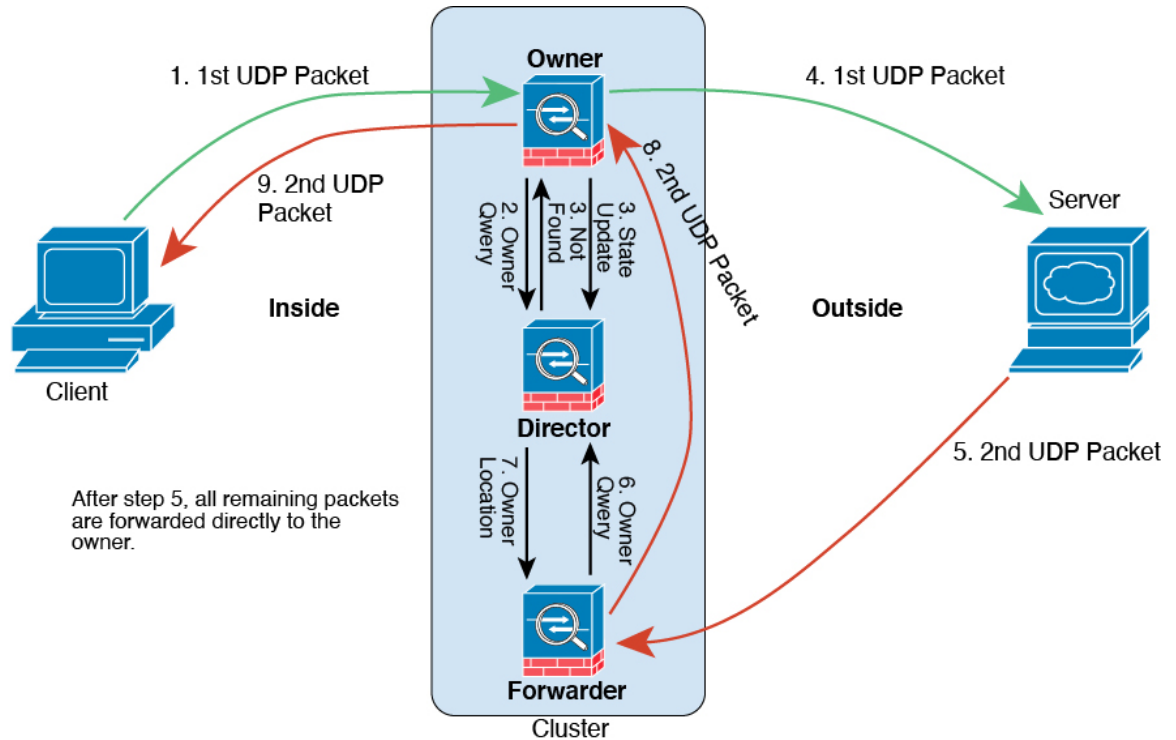 Owner
1. 1st UDP Packet
4. 1st UDP Packet
9. 2nd UDP
Packet
2. Owner
Qwery
3. Not
Found
3. State
Update
8. 2nd UDP Packet
Server
Inside
Outside
Client
Director
7. Owner
Location
6. Owner
Qwery
5. 2nd UDP Packet
After step 5, all remaining packets
are forwarded directly to the
owner.
Forwarder
Cluster